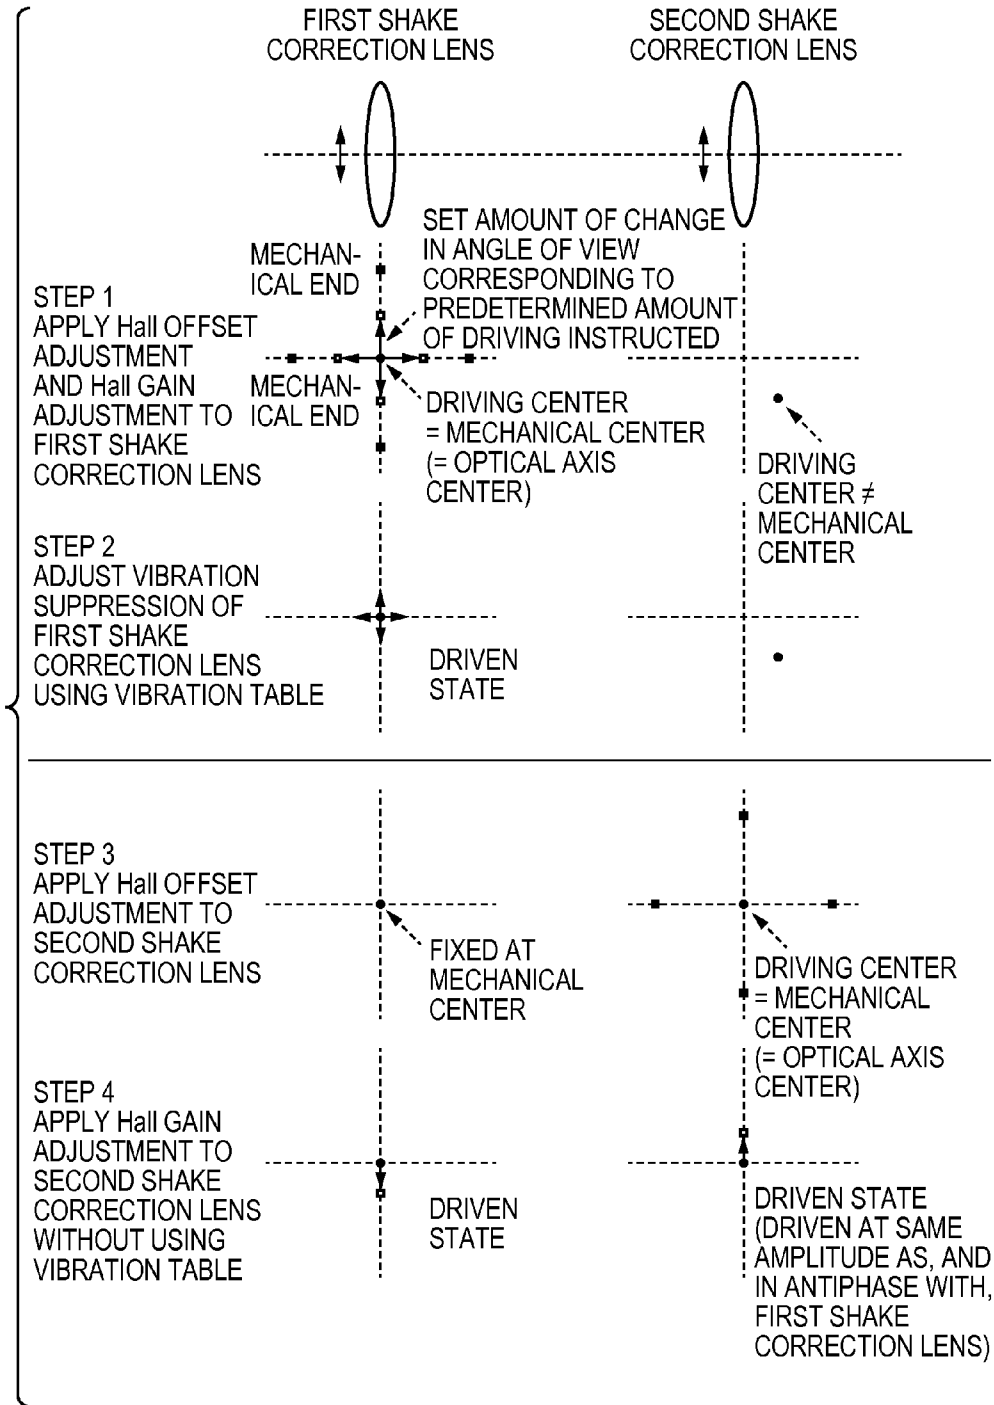 FIRST SHAKE
CORRECTION LENS
SECOND SHAKE
CORRECTION LENS
STEP 1
APPLY Hall OFFSET
ADJUSTMENT
AND Hall GAIN
ADJUSTMENT TO
FIRST SHAKE
CORRECTION LENS
MECHAN-
ICAL END
MECHAN-
ICAL END
SET AMOUNT OF CHANGE
IN ANGLE OF VIEW
CORRESPONDING TO
PREDETERMINED AMOUNT
OF DRIVING INSTRUCTED
DRIVING CENTER
= MECHANICAL CENTER
(= OPTICAL AXIS
CENTER)
DRIVING
CENTER ≠
MECHANICAL
CENTER
STEP 2
ADJUST VIBRATION
SUPPRESSION OF
FIRST SHAKE
CORRECTION LENS
USING VIBRATION TABLE
DRIVEN
STATE
STEP 3
APPLY Hall OFFSET
ADJUSTMENT TO
SECOND SHAKE
CORRECTION LENS
FIXED AT
MECHANICAL
CENTER
DRIVING CENTER
= MECHANICAL
CENTER
(= OPTICAL AXIS
CENTER)
STEP 4
APPLY Hall GAIN
ADJUSTMENT TO
SECOND SHAKE
CORRECTION LENS
WITHOUT USING
VIBRATION TABLE
DRIVEN
STATE
DRIVEN STATE
(DRIVEN AT SAME
AMPLITUDE AS, AND
IN ANTIPHASE WITH,
FIRST SHAKE
CORRECTION LENS)